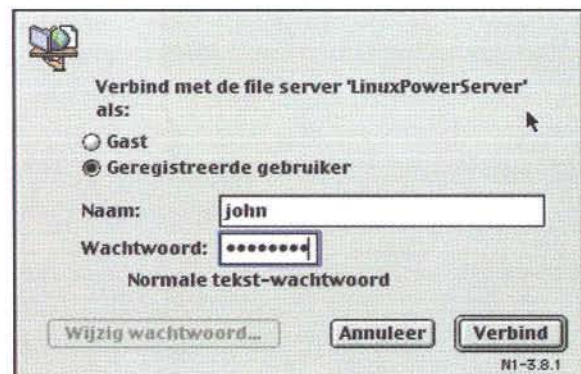 Verbind met de file server 'LinuxPowerServer'
als:
Gast
Geregistreerde gebruiker
Naam: john
Wachtwoord: ••••••••
Normale tekst-wachtwoord
Wijzig wachtwoord... Annuleer Verbind
N1-3.8.1